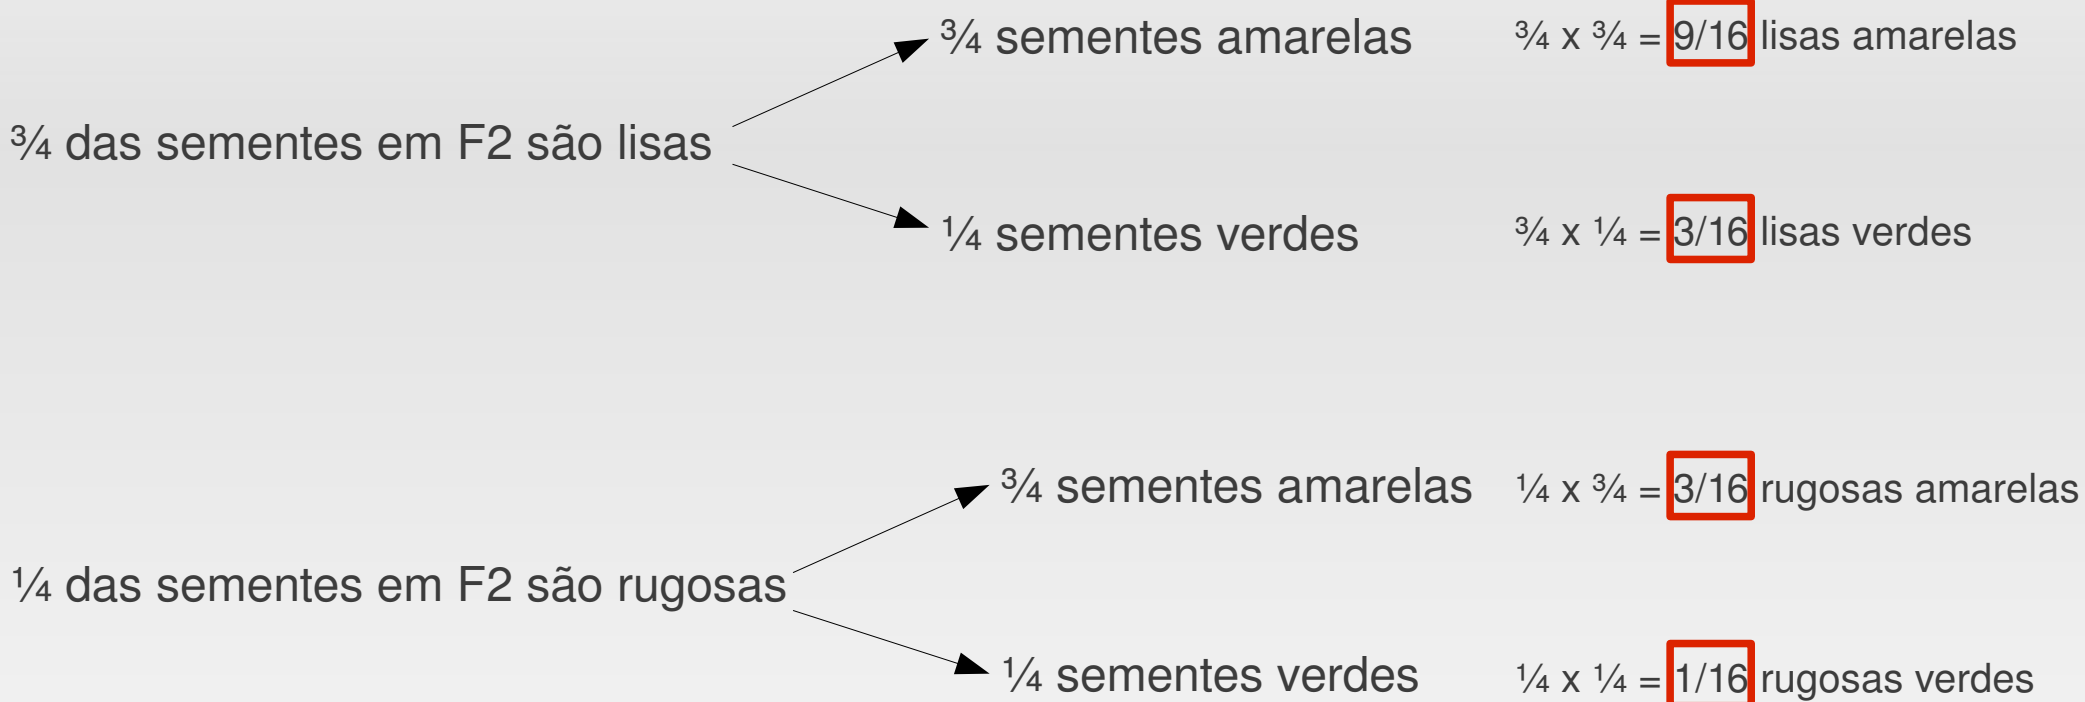 ¾ sementes amarelas ¾ x ¾ = 9/16 lisas amarelas
¾ das sementes em F2 são lisas
¼ sementes verdes ¾ x ¼ = 3/16 lisas verdes
¾ sementes amarelas ¼ x ¾ = 3/16 rugosas amarelas
¼ das sementes em F2 são rugosas
¼ sementes verdes ¼ x ¼ = 1/16 rugosas verdes